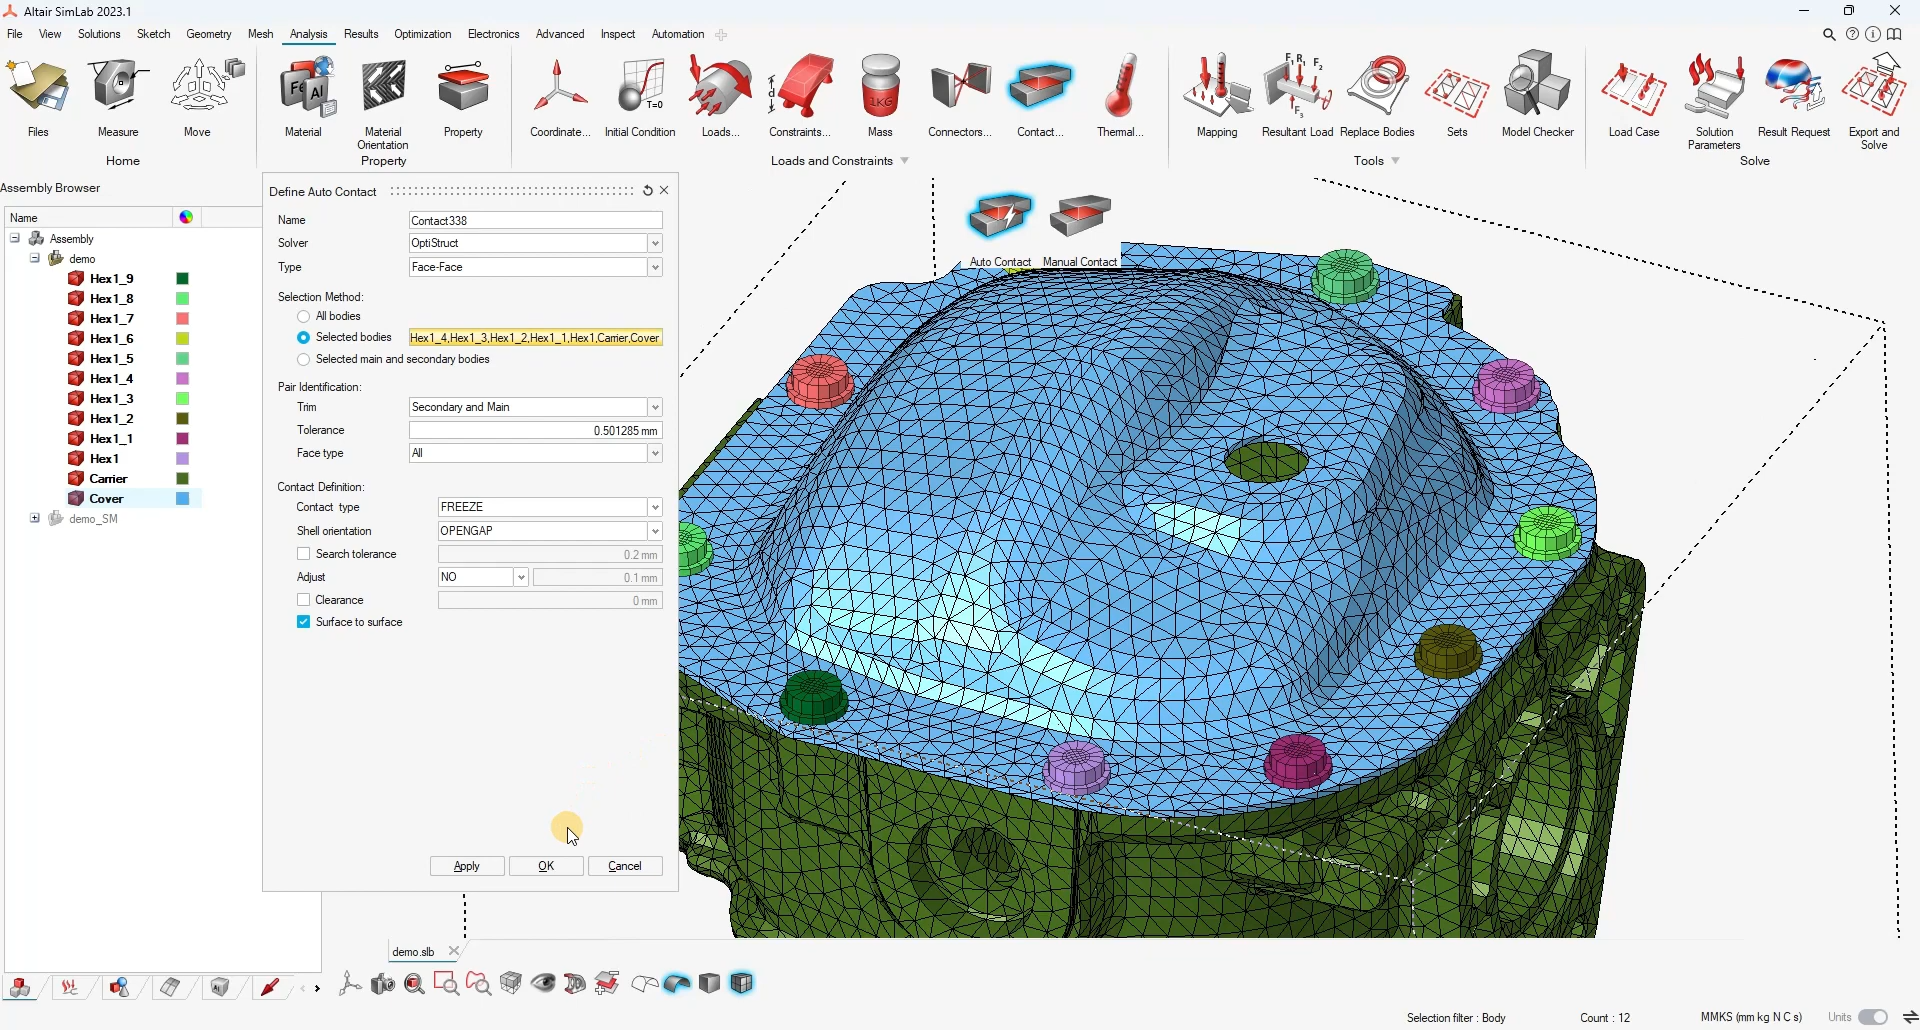 Altair SimLab 2023.1
File View Solutions Sketch Geometry Mesh Analysis Results Optimization Electronics Advanced Inspect Automation
Files Measure Move Material Material Orientation Property Coordinate... Initial Condition Loads... Constraints... Mass Connectors... Contact... Thermal... Mapping Resultant Load Replace Bodies Sets Model Checker Load Case Solution Parameters Result Request Export and Solve
Home Property Loads and Constraints Tools Solve
Assembly Browser
Name
Assembly
demo
Hex1_9
Hex1_8
Hex1_7
Hex1_6
Hex1_5
Hex1_4
Hex1_3
Hex1_2
Hex1_1
Hex1
Carrier
Cover
demo_SM
Define Auto Contact
Name Contact338
Solver OptiStruct
Type Face-Face
Selection Method:
All bodies
Selected bodies Hex1_4,Hex1_3,Hex1_2,Hex1_1,Hex1,Carrier,Cover
Selected main and secondary bodies
Pair Identification:
Trim Secondary and Main
Tolerance 0.501285 mm
Face type All
Contact Definition:
Contact type FREEZE
Shell orientation OPENGAP
Search tolerance 0.2 mm
Adjust NO 0.1 mm
Clearance 0 mm
Surface to surface
Apply OK Cancel
Auto Contact Manual Contact
demo.slb
Selection filter : Body Count : 12 MMKS (mm kg N C s) Units